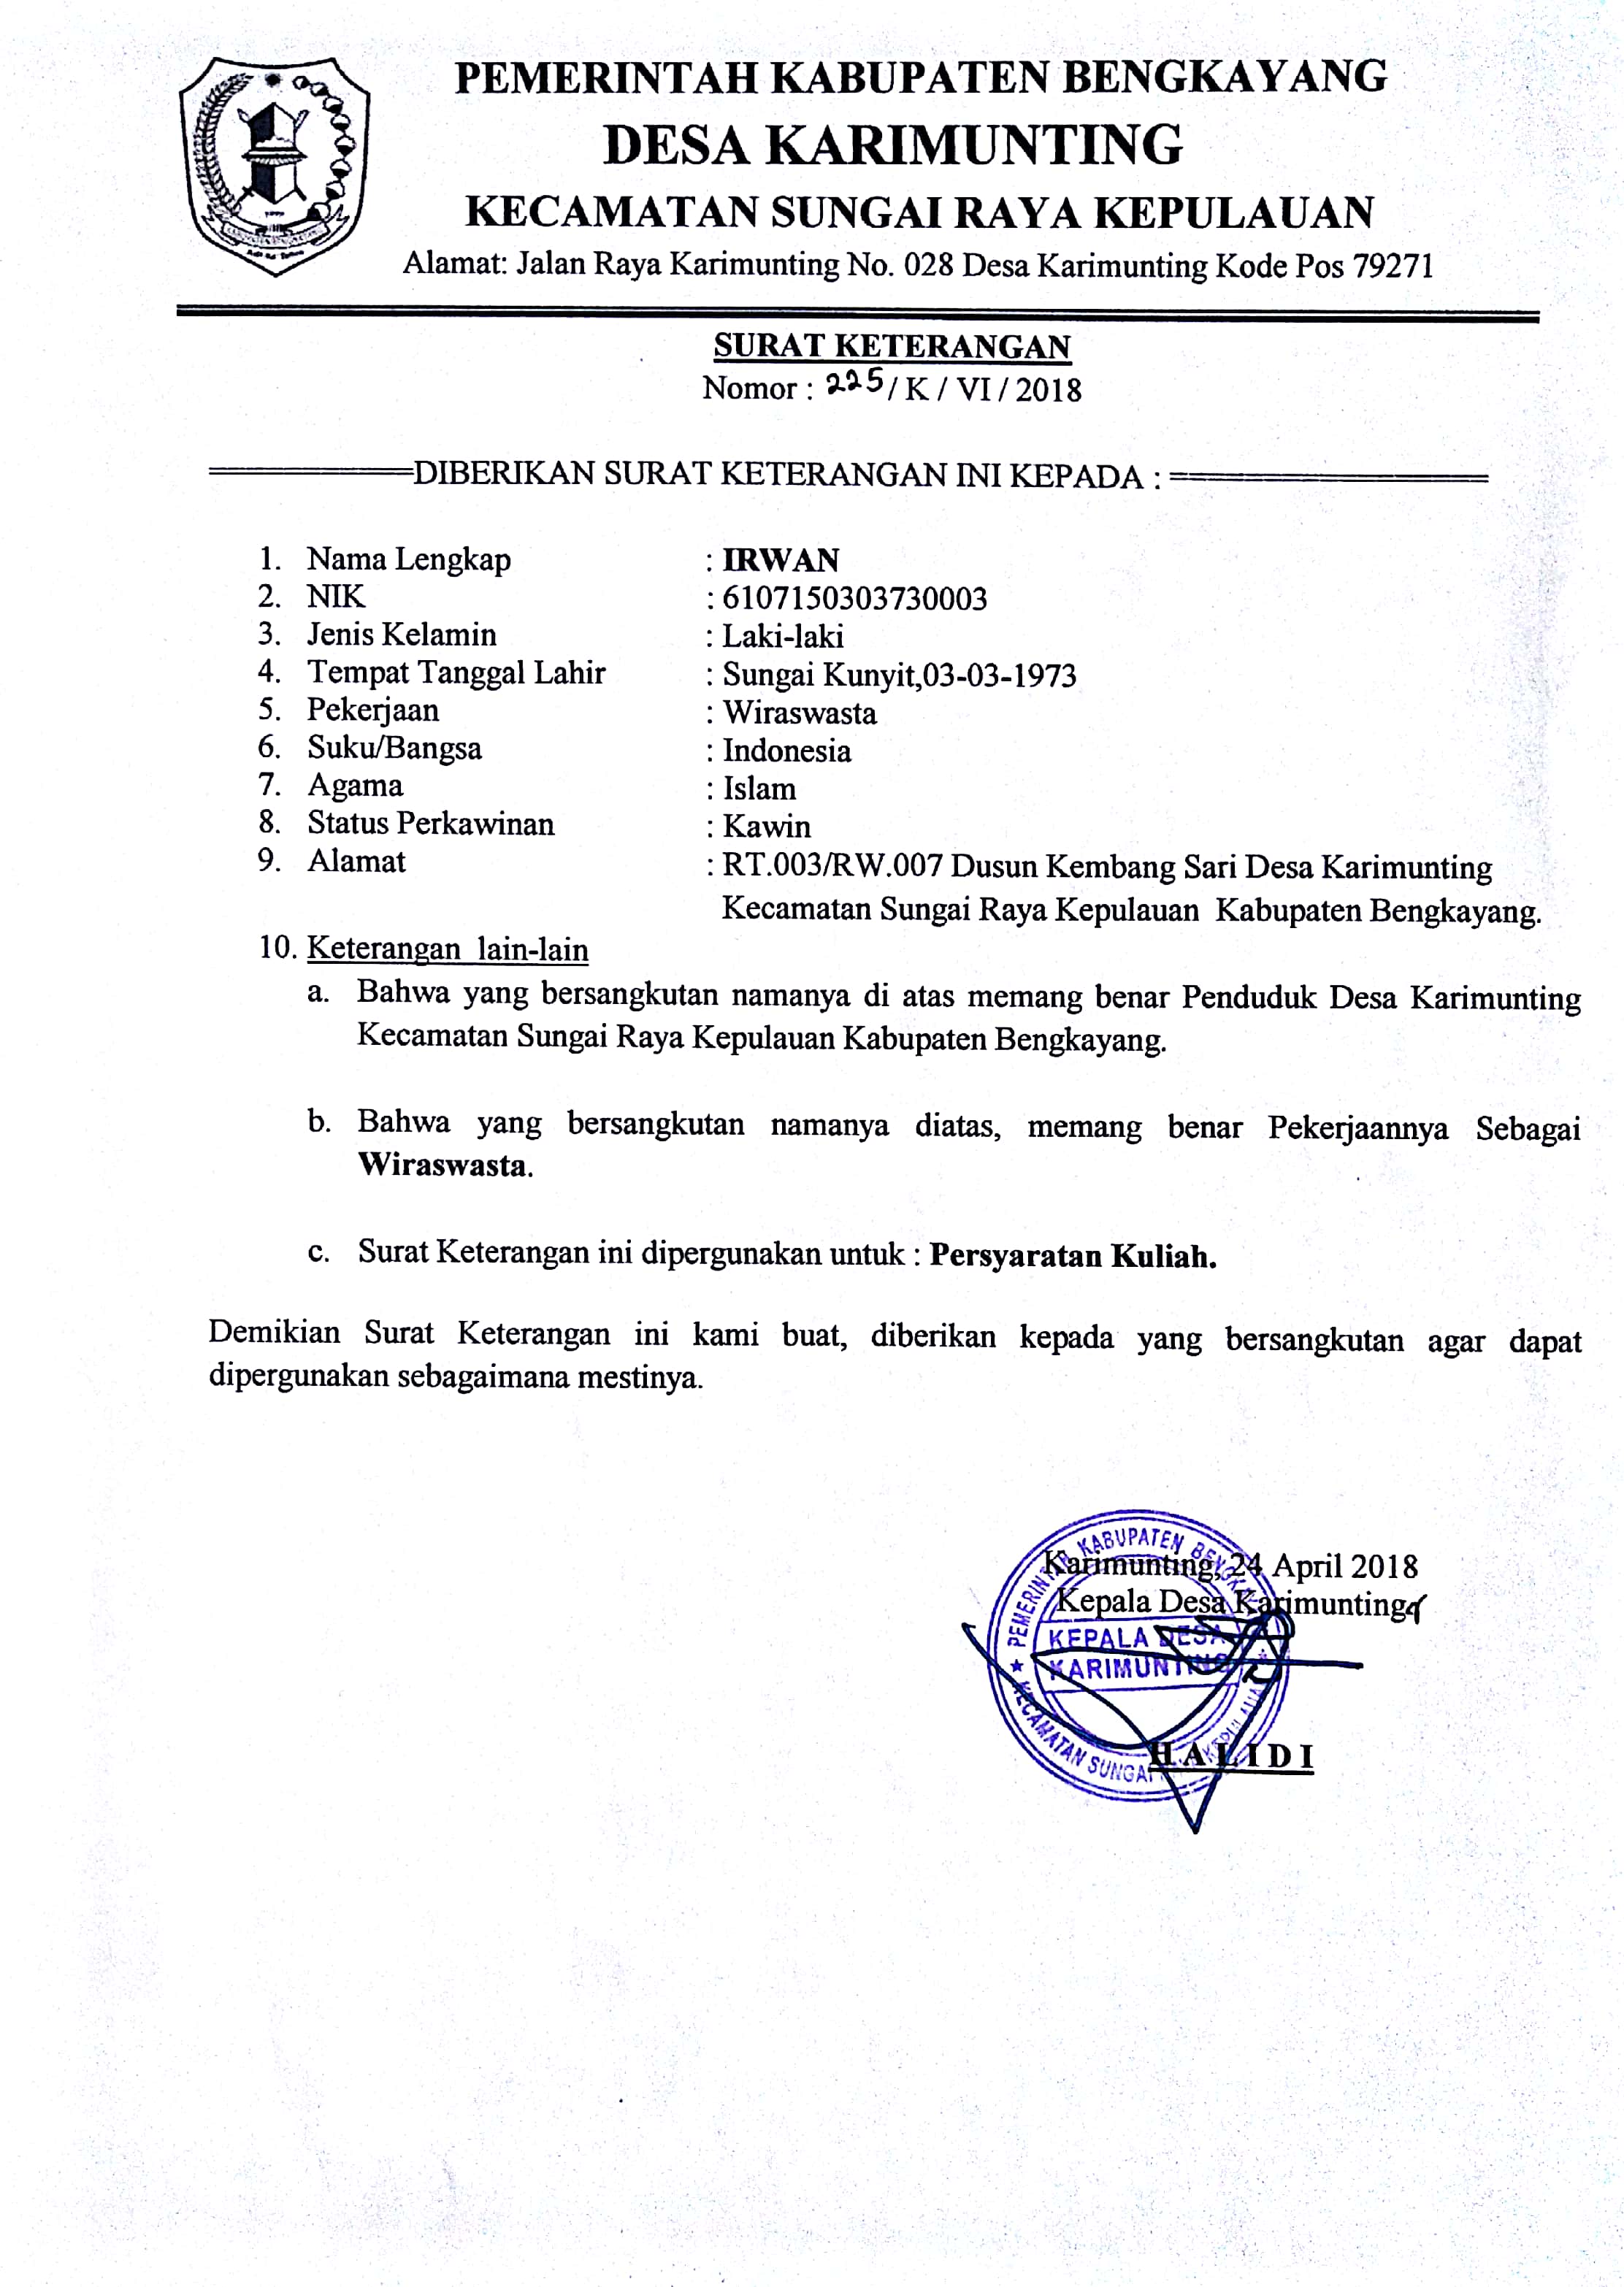 PEMERINTAH KABUPATEN BENGKAYANG
DESA KARIMUNTING
KECAMATAN SUNGAI RAYA KEPULAUAN
Alamat: Jalan Raya Karimunting No. 028 Desa Karimunting Kode Pos 79271
SURAT KETERANGAN
Nomor : 225 / K / VI / 2018
DIBERIKAN SURAT KETERANGAN INI KEPADA :
1. Nama Lengkap : IRWAN
2. NIK : 6107150303730003
3. Jenis Kelamin : Laki-laki
4. Tempat Tanggal Lahir : Sungai Kunyit,03-03-1973
5. Pekerjaan : Wiraswasta
6. Suku/Bangsa : Indonesia
7. Agama : Islam
8. Status Perkawinan : Kawin
9. Alamat : RT.003/RW.007 Dusun Kembang Sari Desa Karimunting
Kecamatan Sungai Raya Kepulauan Kabupaten Bengkayang.
10. Keterangan lain-lain
a. Bahwa yang bersangkutan namanya di atas memang benar Penduduk Desa Karimunting
Kecamatan Sungai Raya Kepulauan Kabupaten Bengkayang.
b. Bahwa yang bersangkutan namanya diatas, memang benar Pekerjaannya Sebagai
Wiraswasta.
c. Surat Keterangan ini dipergunakan untuk : Persyaratan Kuliah.
Demikian Surat Keterangan ini kami buat, diberikan kepada yang bersangkutan agar dapat
dipergunakan sebagaimana mestinya.
Karimunting, 24 April 2018
Kepala Desa Karimunting
PEMERINTAH KABUPATEN
KEPALA DESA
KARIMUNTING
KECAMATAN SUNGAI KEPULAUAN
HALIDI